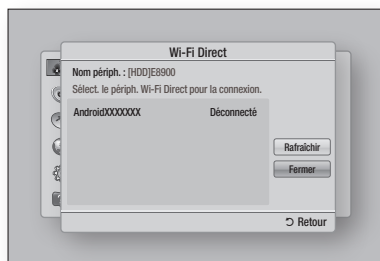 Wi-Fi Direct
Nom périph. : [HDD]E8900
Sélect. le périph. Wi-Fi Direct pour la connexion.
AndroidXXXXXXX Déconnecté
Rafraîchir
Fermer
Retour